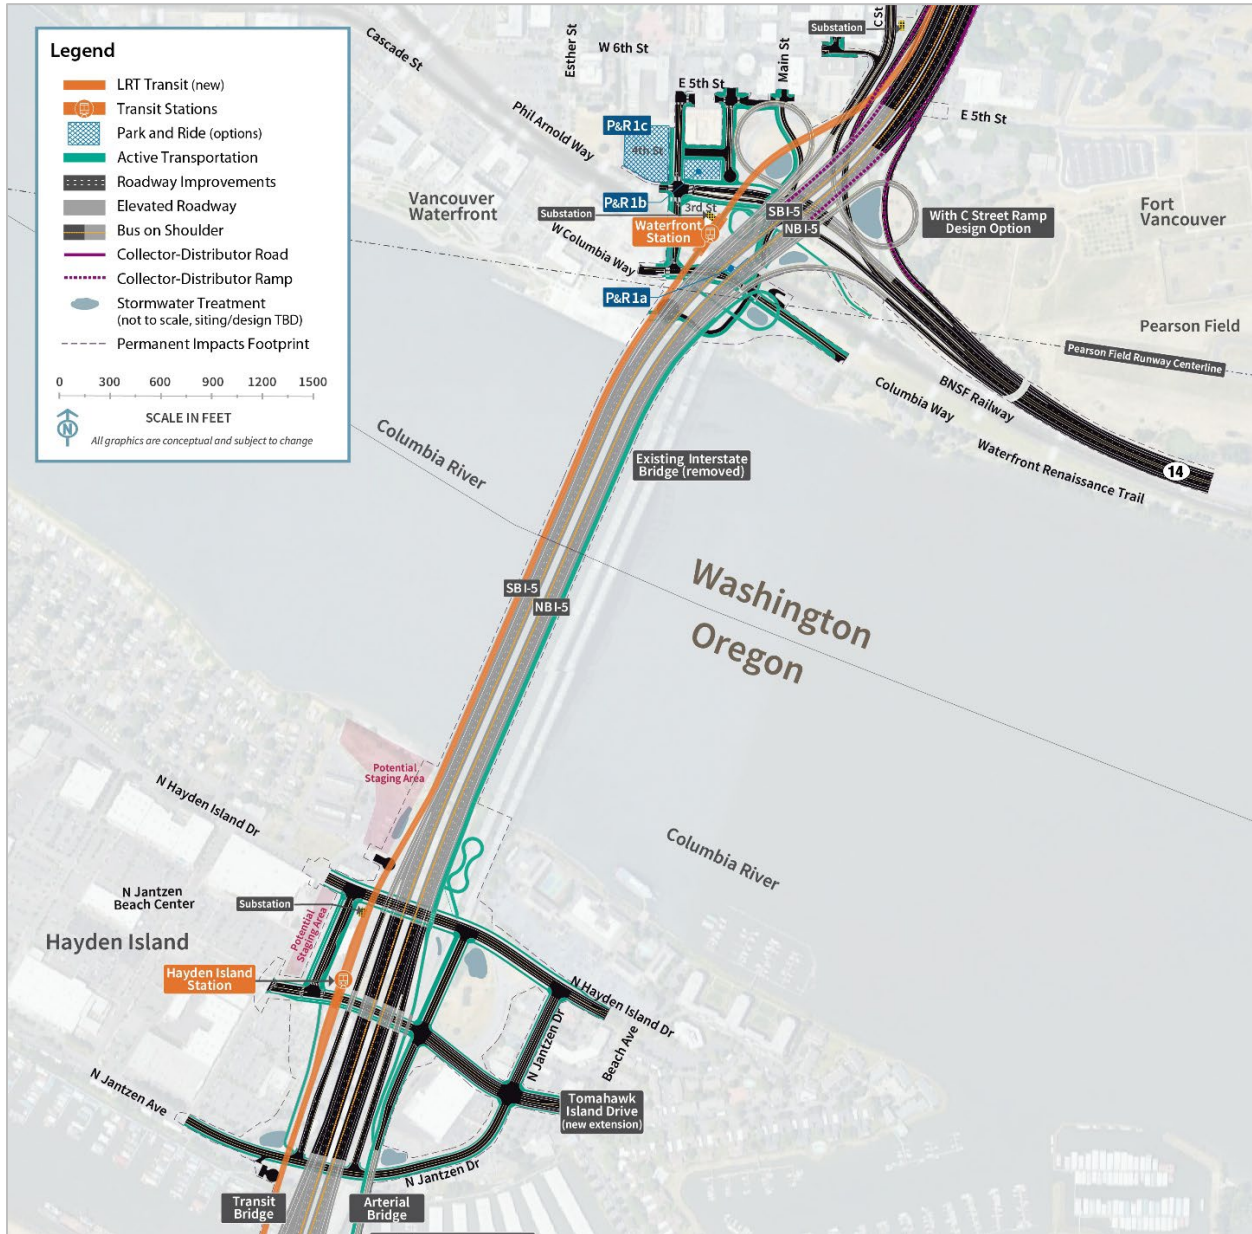 Legend
LRT Transit (new)
Transit Stations
Park and Ride (options)
Active Transportation
Roadway Improvements
Elevated Roadway
Bus on Shoulder
Collector-Distributor Road
Collector-Distributor Ramp
Stormwater Treatment
(not to scale, siting/design TBD)
Permanent Impacts Footprint
0 300 600 900 1200 1500
SCALE IN FEET
N
All graphics are conceptual and subject to change
Cascade St
Esther St
W 6th St
Main St
C St
Substation
E 5th St
E 5th St
Phil Arnold Way
P&R 1c
4th St
P&R 1b
3rd St
Vancouver
Waterfront
Substation
Waterfront
Station
W Columbia Way
P&R 1a
SB I-5
NB I-5
With C Street Ramp
Design Option
Fort
Vancouver
Pearson Field
Pearson Field Runway Centerline
BNSF Railway
Columbia Way
Waterfront Renaissance Trail
14
Columbia River
Existing Interstate
Bridge (removed)
SB I-5
NB I-5
Washington
Oregon
Potential
Staging Area
N Hayden Island Dr
Columbia River
N Jantzen
Beach Center
Substation
Potential
Staging Area
Hayden Island
Hayden Island
Station
N Hayden Island Dr
N Jantzen Dr
Beach Ave
N Jantzen Ave
Tomahawk
Island Drive
(new extension)
N Jantzen Dr
Transit
Bridge
Arterial
Bridge